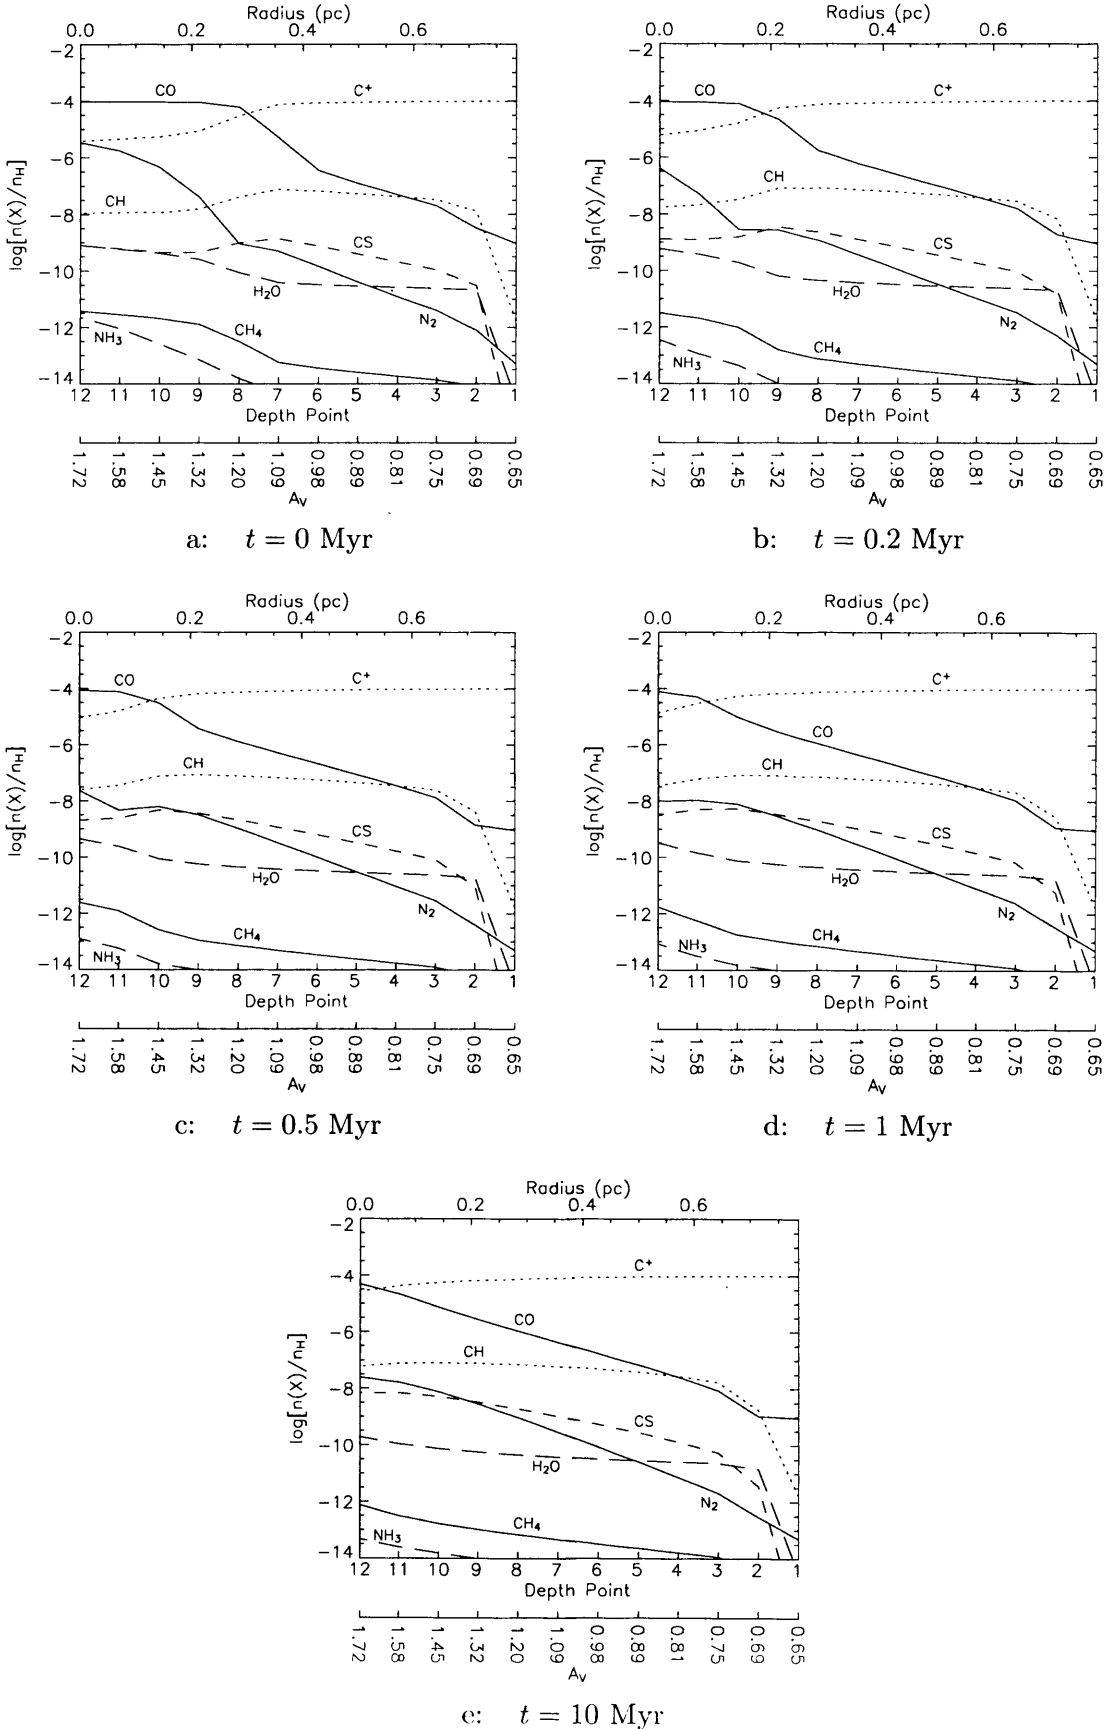 Radius (pc)
0.0 0.2 0.4 0.6
−2
−4
−6
−8
−10
−12
−14
log[n(X)/nH]
CO
C+
CH
CS
H2O
N2
CH4
NH3
12 11 10 9 8 7 6 5 4 3 2 1
Depth Point
1.72 1.58 1.45 1.32 1.20 1.09 0.98 0.89 0.81 0.75 0.69 0.65
AV
a: t = 0 Myr
Radius (pc)
0.0 0.2 0.4 0.6
−2
−4
−6
−8
−10
−12
−14
log[n(X)/nH]
CO
C+
CH
CS
H2O
N2
CH4
NH3
12 11 10 9 8 7 6 5 4 3 2 1
Depth Point
1.72 1.58 1.45 1.32 1.20 1.09 0.98 0.89 0.81 0.75 0.69 0.65
AV
b: t = 0.2 Myr
Radius (pc)
0.0 0.2 0.4 0.6
−2
−4
−6
−8
−10
−12
−14
log[n(X)/nH]
CO
C+
CH
CS
H2O
N2
CH4
NH3
12 11 10 9 8 7 6 5 4 3 2 1
Depth Point
1.72 1.58 1.45 1.32 1.20 1.09 0.98 0.89 0.81 0.75 0.69 0.65
AV
c: t = 0.5 Myr
Radius (pc)
0.0 0.2 0.4 0.6
−2
−4
−6
−8
−10
−12
−14
log[n(X)/nH]
C+
CO
CH
CS
H2O
N2
CH4
NH3
12 11 10 9 8 7 6 5 4 3 2 1
Depth Point
1.72 1.58 1.45 1.32 1.20 1.09 0.98 0.89 0.81 0.75 0.69 0.65
AV
d: t = 1 Myr
Radius (pc)
0.0 0.2 0.4 0.6
−2
−4
−6
−8
−10
−12
−14
log[n(X)/nH]
C+
CO
CH
CS
H2O
N2
CH4
NH3
12 11 10 9 8 7 6 5 4 3 2 1
Depth Point
1.72 1.58 1.45 1.32 1.20 1.09 0.98 0.89 0.81 0.75 0.69 0.65
AV
e: t = 10 Myr